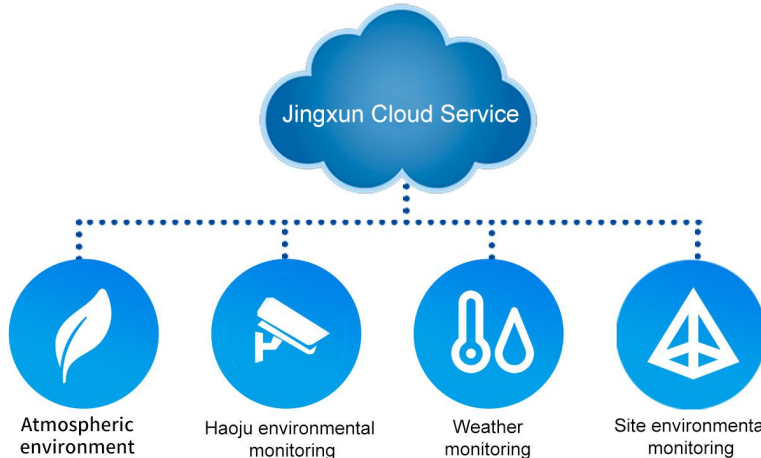 Jingxun Cloud Service
Atmospheric
environment
Haoju environmental
monitoring
Weather
monitoring
Site environmenta
monitoring